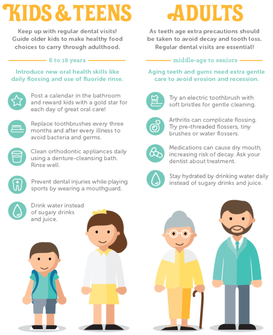 KIDS & TEENS
Keep up with regular dental visits!
Guide older kids to make healthy food
choices to carry through adulthood.
6 to 18 years
Introduce new oral health skills like
daily flossing and use of fluoride rinse.
Post a calendar in the bathroom
and reward kids with a gold star for
each day of great oral care!
Replace toothbrushes every three
months and after every illness to
avoid bacteria and germs.
Clean orthodontic appliances daily
using a denture-cleansing bath.
Rinse well.
Prevent dental injuries while playing
sports by wearing a mouthguard.
Drink water instead
of sugary drinks
and juice.
ADULTS
As teeth age extra precautions should
be taken to avoid decay and tooth loss.
Regular dental visits are essential!
middle-age to seniors
Aging teeth and gums need extra gentle
care to avoid erosion and recession.
Try an electric toothbrush with
soft bristles for gentle cleaning.
Arthritis can complicate flossing.
Try pre-threaded flossers, tiny
brushes or water flossers.
Medications can cause dry mouth,
increasing risk of decay. Ask your
dentist about treatment.
Stay hydrated by drinking water daily
instead of sugary drinks and juice.